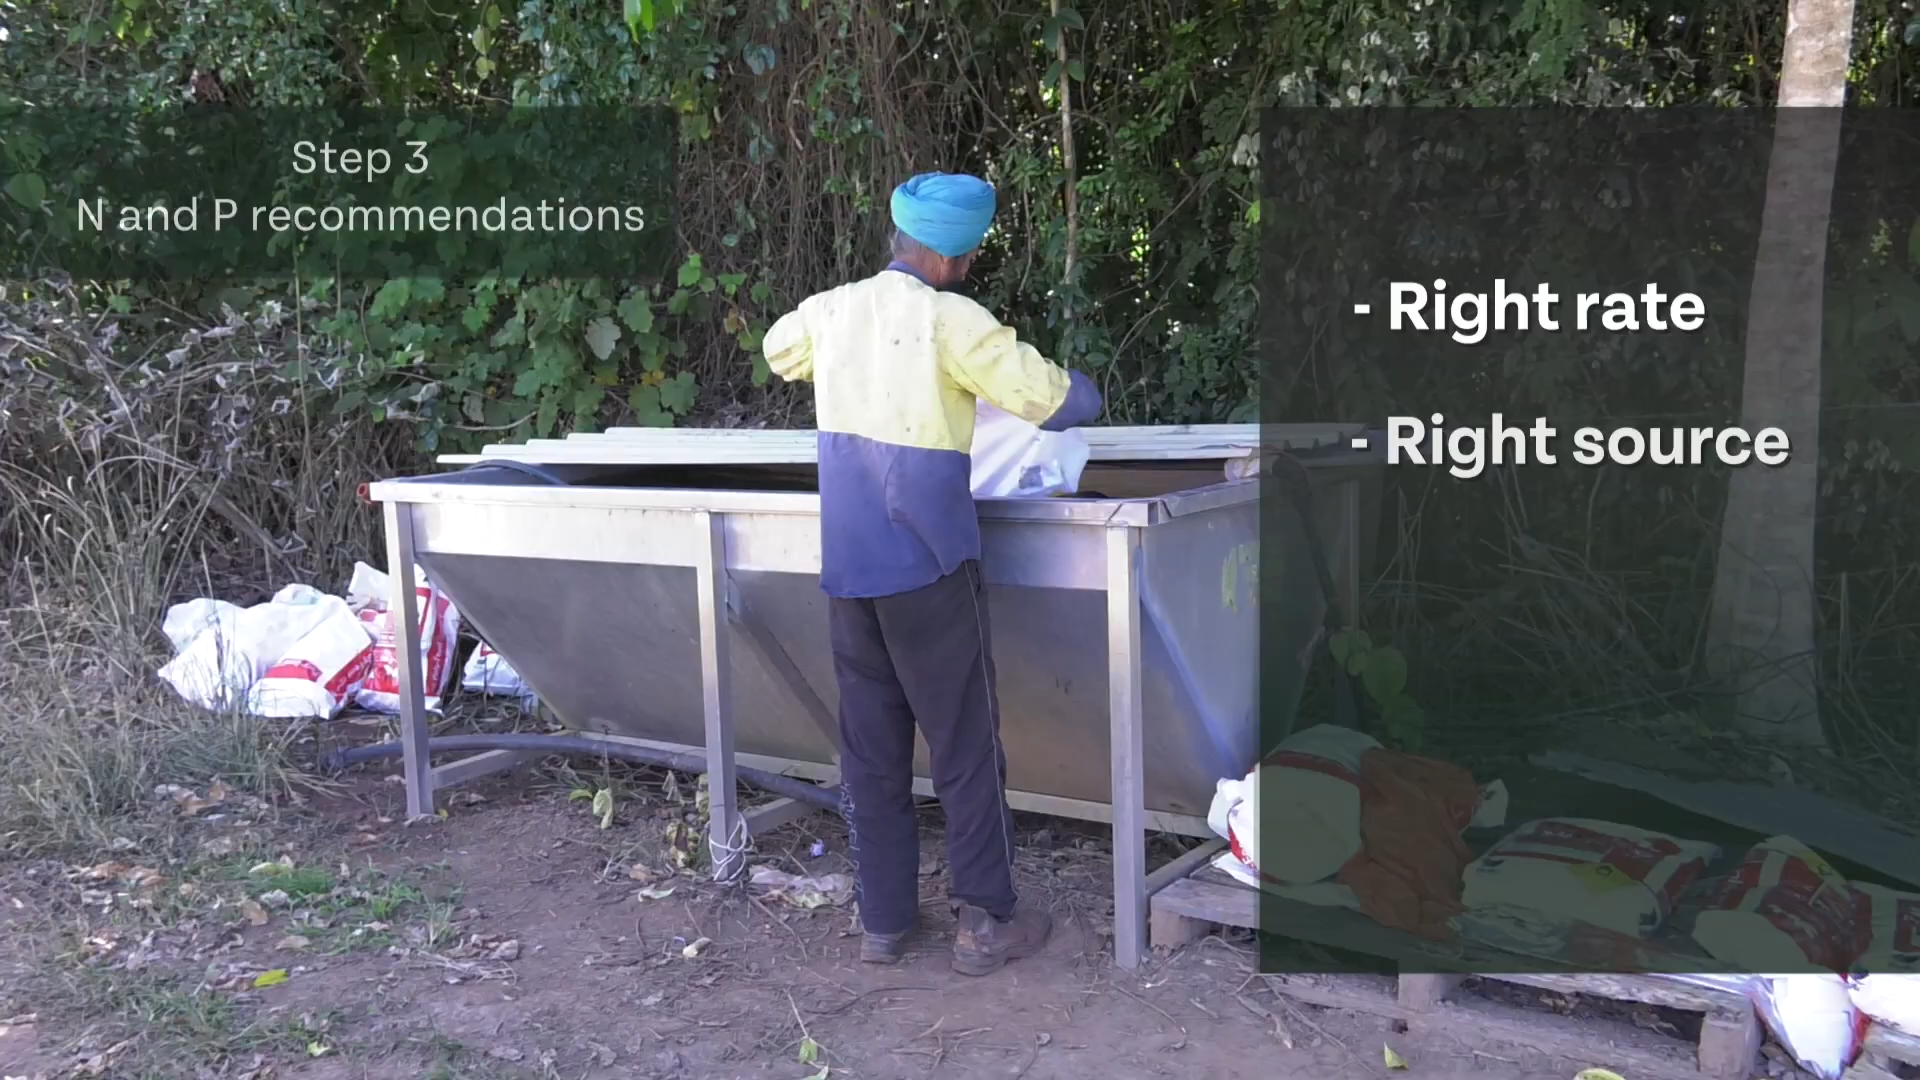 Step 3
N and P recommendations
- Right rate
- Right source